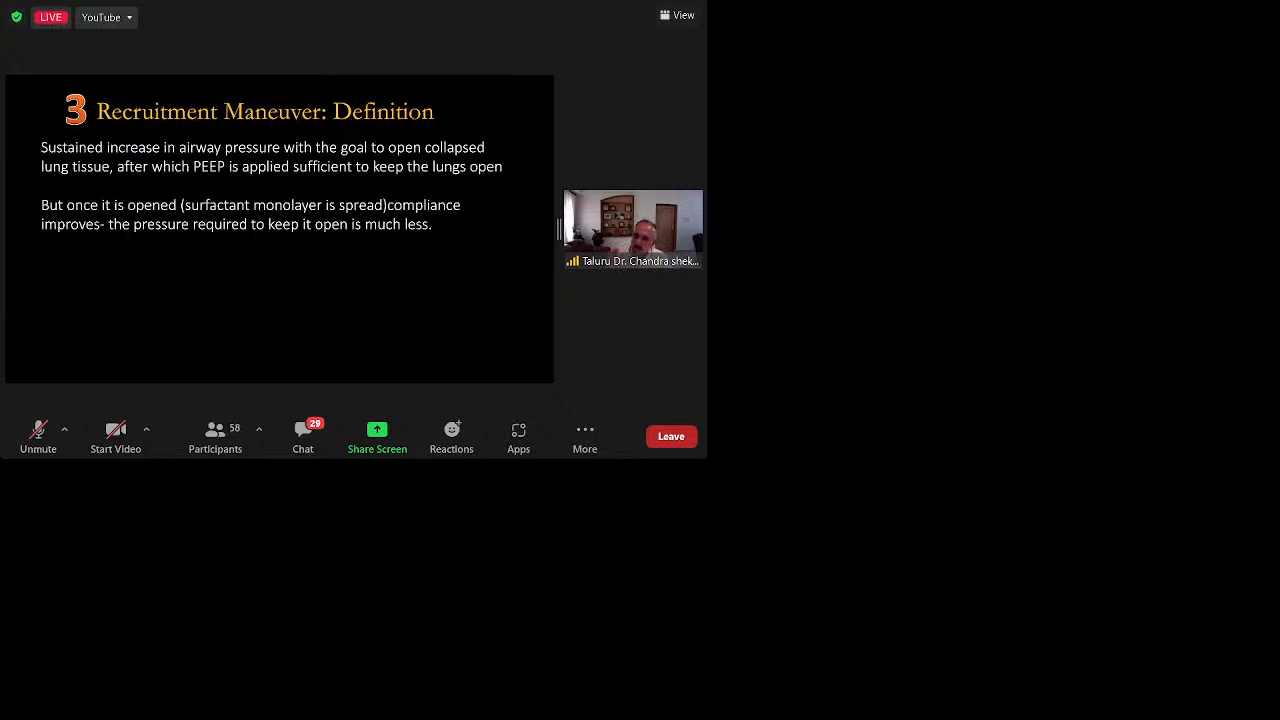 LIVE
YouTube
View
3 Recruitment Maneuver: Definition
Sustained increase in airway pressure with the goal to open collapsed
lung tissue, after which PEEP is applied sufficient to keep the lungs open
But once it is opened (surfactant monolayer is spread)compliance
improves- the pressure required to keep it open is much less.
Taluru Dr. Chandra shek...
58
29
Unmute
Start Video
Participants
Chat
Share Screen
Reactions
Apps
More
Leave